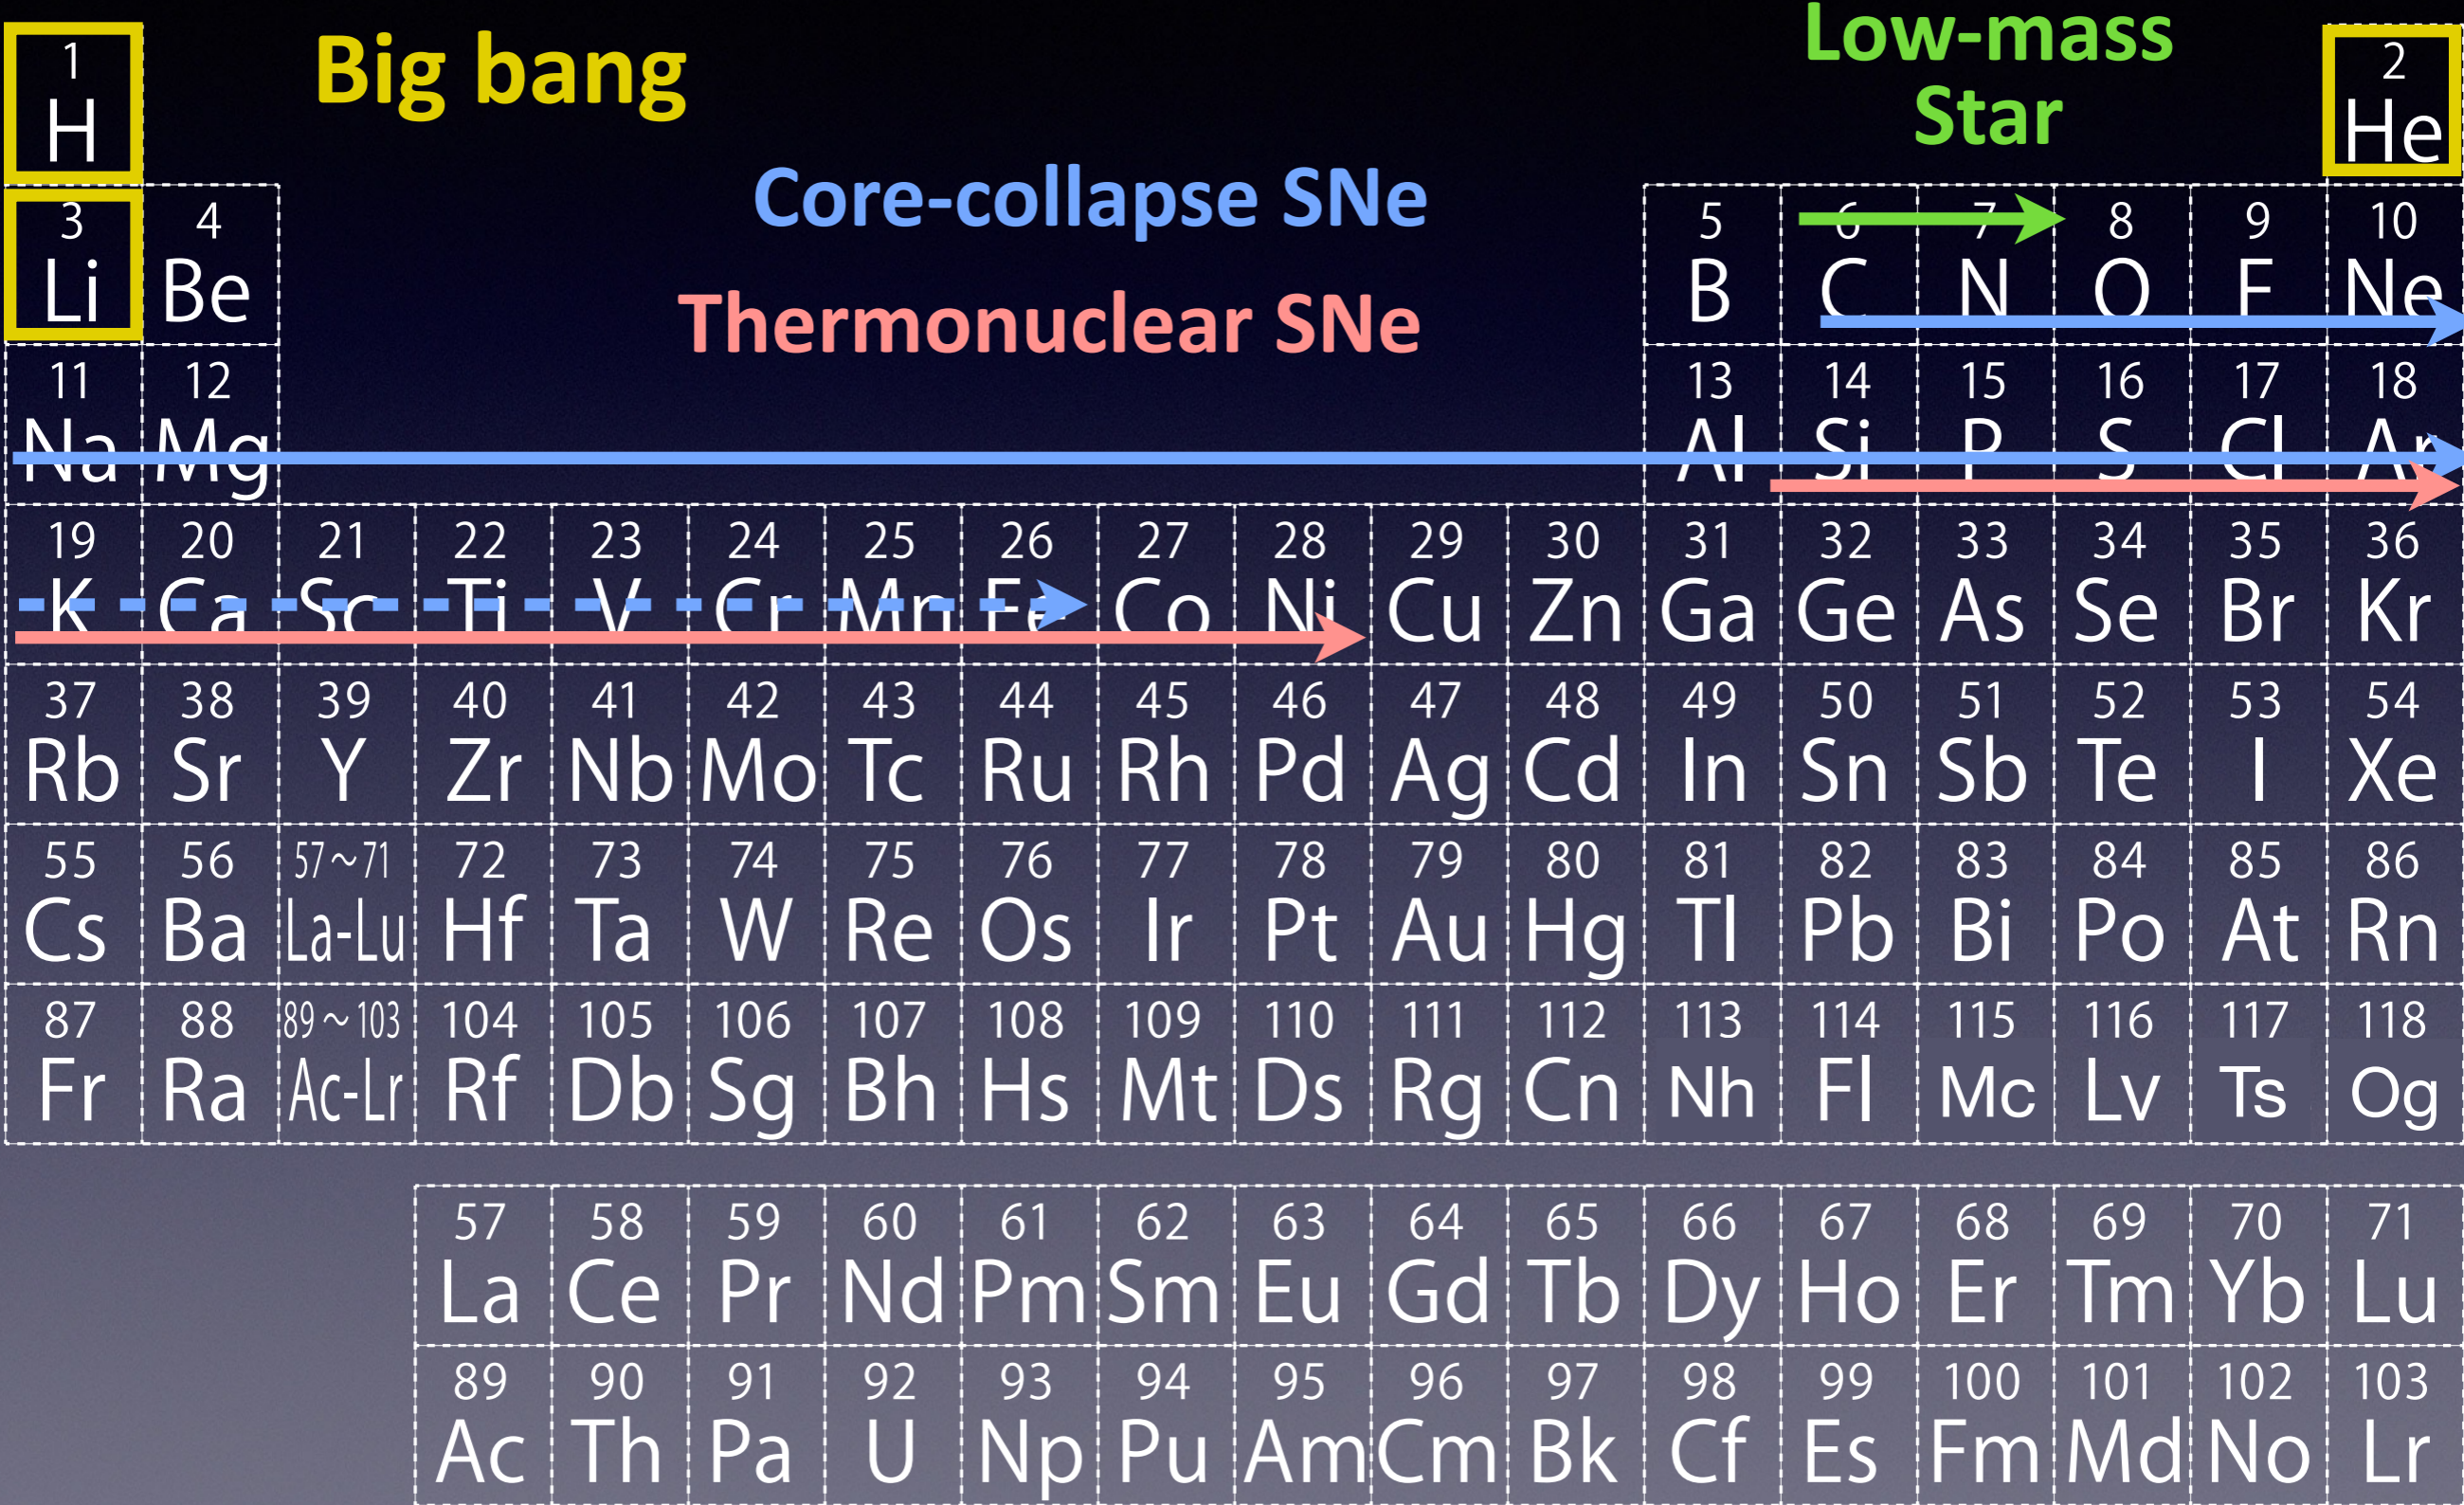 Big bang
Low-mass
Star
Core-collapse SNe
Thermonuclear SNe
1 2
H He
3 4 5 6 7 8 9 10
Li Be B C N O F Ne
11 12 13 14 15 16 17 18
Na Mg Al Si P S Cl Ar
19 20 21 22 23 24 25 26 27 28 29 30 31 32 33 34 35 36
K Ca Sc Ti V Cr Mn Fe Co Ni Cu Zn Ga Ge As Se Br Kr
37 38 39 40 41 42 43 44 45 46 47 48 49 50 51 52 53 54
Rb Sr Y Zr Nb Mo Tc Ru Rh Pd Ag Cd In Sn Sb Te I Xe
55 56 57~71 72 73 74 75 76 77 78 79 80 81 82 83 84 85 86
Cs Ba La-Lu Hf Ta W Re Os Ir Pt Au Hg Tl Pb Bi Po At Rn
87 88 89~103 104 105 106 107 108 109 110 111 112 113 114 115 116 117 118
Fr Ra Ac-Lr Rf Db Sg Bh Hs Mt Ds Rg Cn Nh Fl Mc Lv Ts Og
57 58 59 60 61 62 63 64 65 66 67 68 69 70 71
La Ce Pr Nd Pm Sm Eu Gd Tb Dy Ho Er Tm Yb Lu
89 90 91 92 93 94 95 96 97 98 99 100 101 102 103
Ac Th Pa U Np Pu Am Cm Bk Cf Es Fm Md No Lr